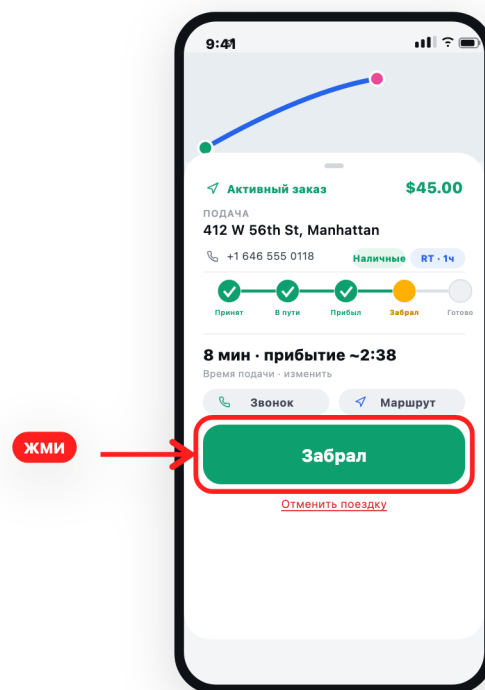 9:41
Активный заказ
$45.00
ПОДАЧА
412 W 56th St, Manhattan
+1 646 555 0118
Наличные
RT · 1ч
Принят
В пути
Прибыл
Забрал
Готово
8 мин · прибытие ~2:38
Время подачи · изменить
Звонок
Маршрут
ЖМИ
Забрал
Отменить поездку